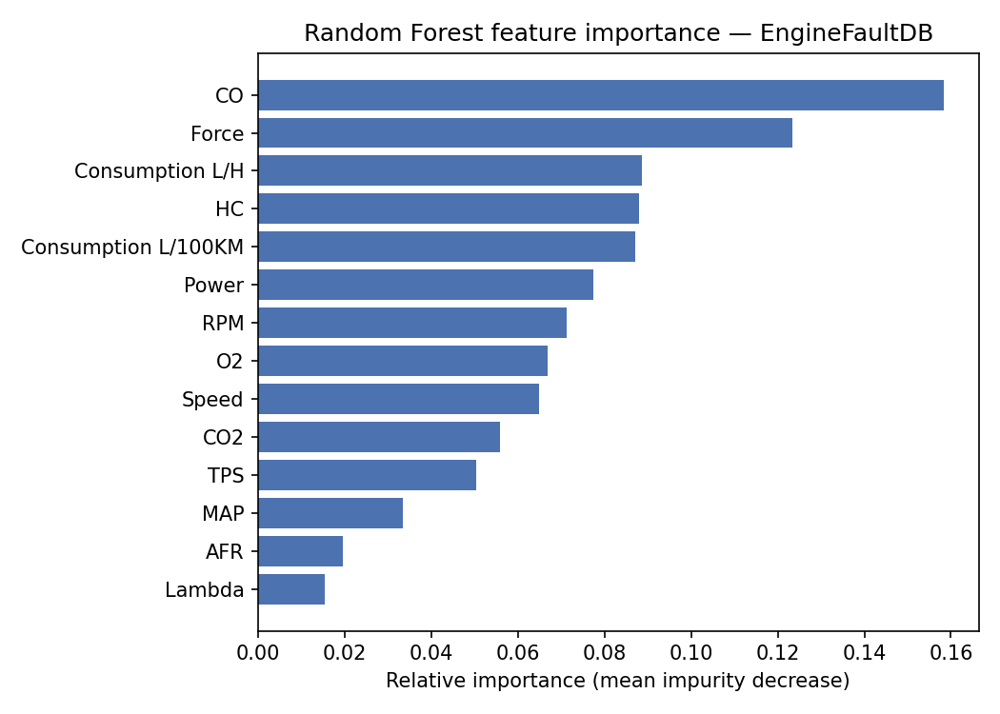 Random Forest feature importance — EngineFaultDB
CO
Force
Consumption L/H
HC
Consumption L/100KM
Power
RPM
O2
Speed
CO2
TPS
MAP
AFR
Lambda
0.00 0.02 0.04 0.06 0.08 0.10 0.12 0.14 0.16
Relative importance (mean impurity decrease)